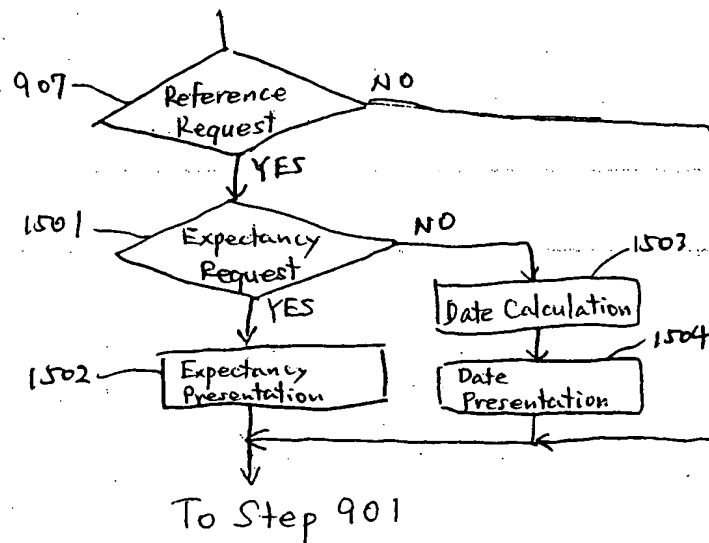 907
Reference
Request
NO
YES
1501
Expectancy
Request
NO
YES
1503
Date Calculation
1504
Date
Presentation
1502
Expectancy
Presentation
To Step 901